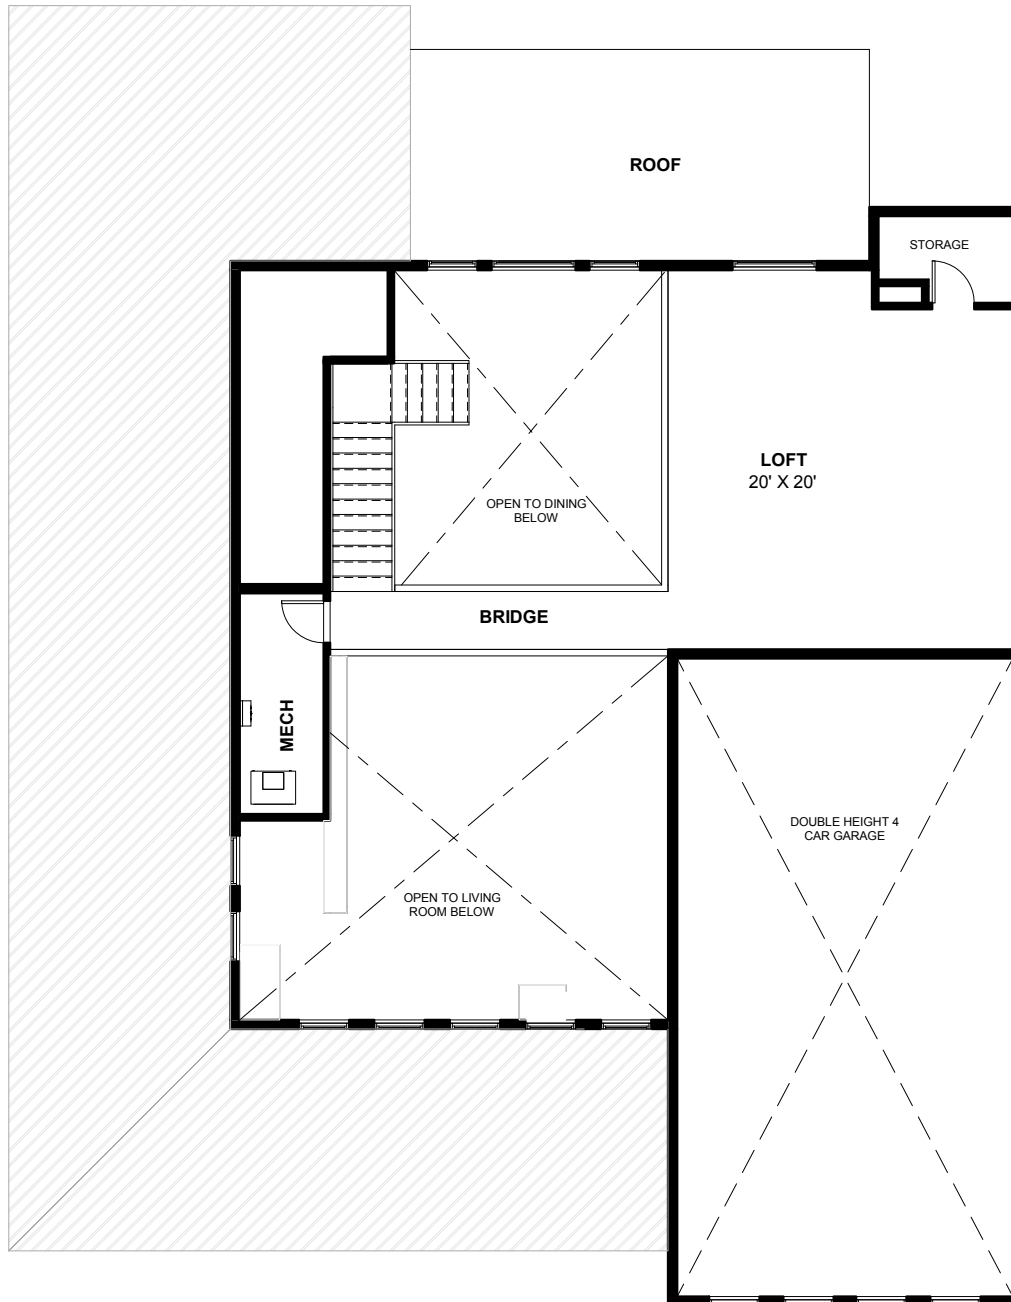 ROOF
STORAGE
LOFT
20' X 20'
OPEN TO DINING
BELOW
BRIDGE
MECH
DOUBLE HEIGHT 4
CAR GARAGE
OPEN TO LIVING
ROOM BELOW